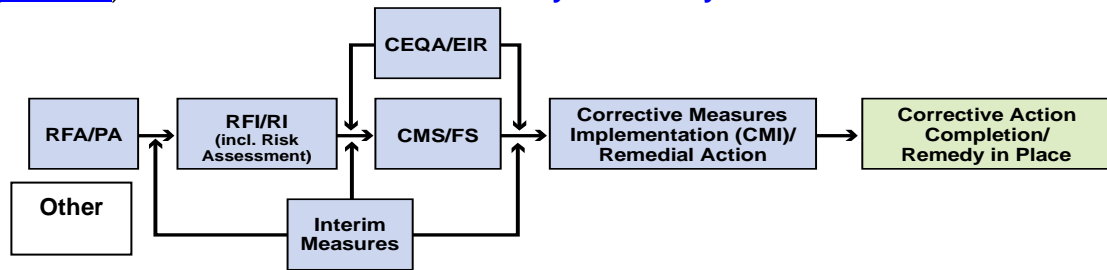 CEQA/EIR
RFA/PA
RFI/RI
(incl. Risk
Assessment)
CMS/FS
Corrective Measures
Implementation (CMI)/
Remedial Action
Corrective Action
Completion/
Remedy in Place
Other
Interim
Measures